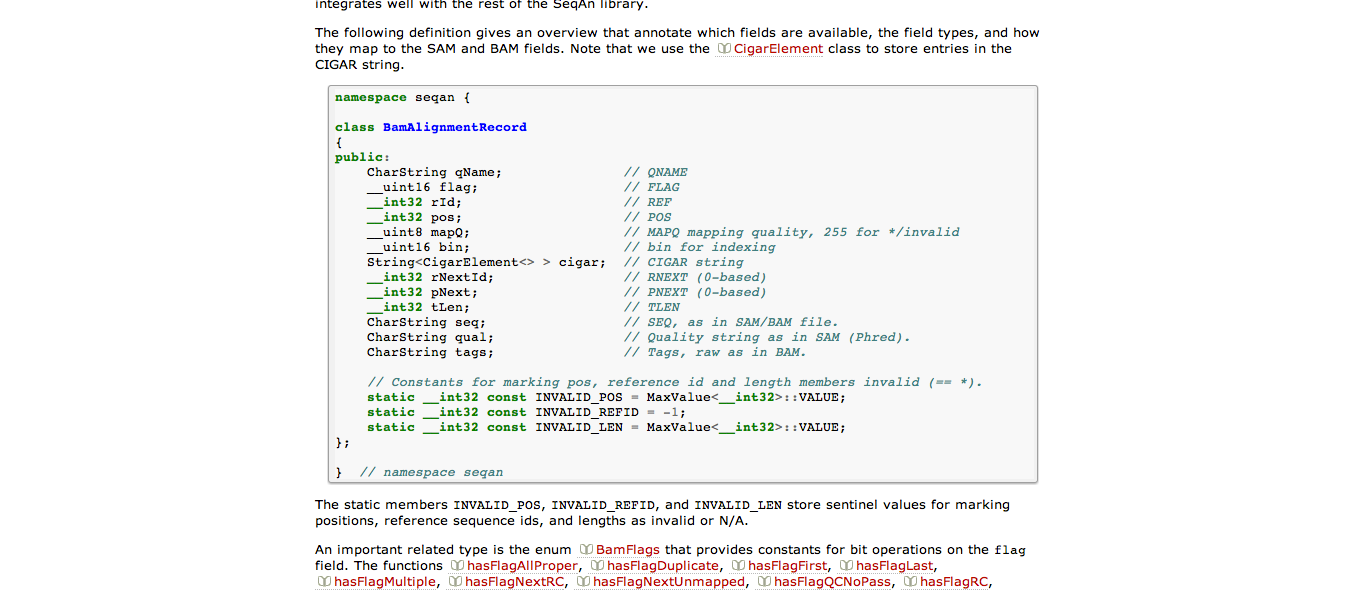 integrates well with the rest of the SeqAn library.
The following definition gives an overview that annotate which fields are available, the field types, and how
they map to the SAM and BAM fields. Note that we use the CigarElement class to store entries in the
CIGAR string.
namespace seqan {
class BamAlignmentRecord
{
public:
    CharString qName;               // QNAME
    __uint16 flag;                  // FLAG
    __int32 rId;                    // REF
    __int32 pos;                    // POS
    __uint8 mapQ;                   // MAPQ mapping quality, 255 for */invalid
    __uint16 bin;                   // bin for indexing
    String<CigarElement<> > cigar;  // CIGAR string
    __int32 rNextId;                // RNEXT (0-based)
    __int32 pNext;                  // PNEXT (0-based)
    __int32 tLen;                   // TLEN
    CharString seq;                 // SEQ, as in SAM/BAM file.
    CharString qual;                // Quality string as in SAM (Phred).
    CharString tags;                // Tags, raw as in BAM.
    // Constants for marking pos, reference id and length members invalid (== *).
    static __int32 const INVALID_POS = MaxValue<__int32>::VALUE;
    static __int32 const INVALID_REFID = -1;
    static __int32 const INVALID_LEN = MaxValue<__int32>::VALUE;
};
}  // namespace seqan
The static members INVALID_POS, INVALID_REFID, and INVALID_LEN store sentinel values for marking
positions, reference sequence ids, and lengths as invalid or N/A.
An important related type is the enum BamFlags that provides constants for bit operations on the flag
field. The functions hasFlagAllProper, hasFlagDuplicate, hasFlagFirst, hasFlagLast,
hasFlagMultiple, hasFlagNextRC, hasFlagNextUnmapped, hasFlagQCNoPass, hasFlagRC,